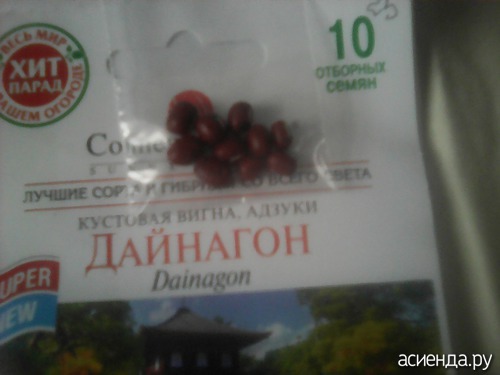 ВЕСЬ МИР
ХИТ
ПАРАД
ВАШЕМ ОГОРОДЕ
10
ОТБОРНЫХ
СЕМЯН
ЛУЧШИЕ СОРТА И ГИБРИДЫ СО ВСЕГО СВЕТА
КУСТОВАЯ ВИГНА, АДЗУКИ
ДАЙНАГОН
Dainagon
SUPER
NEW
асиенда.ру